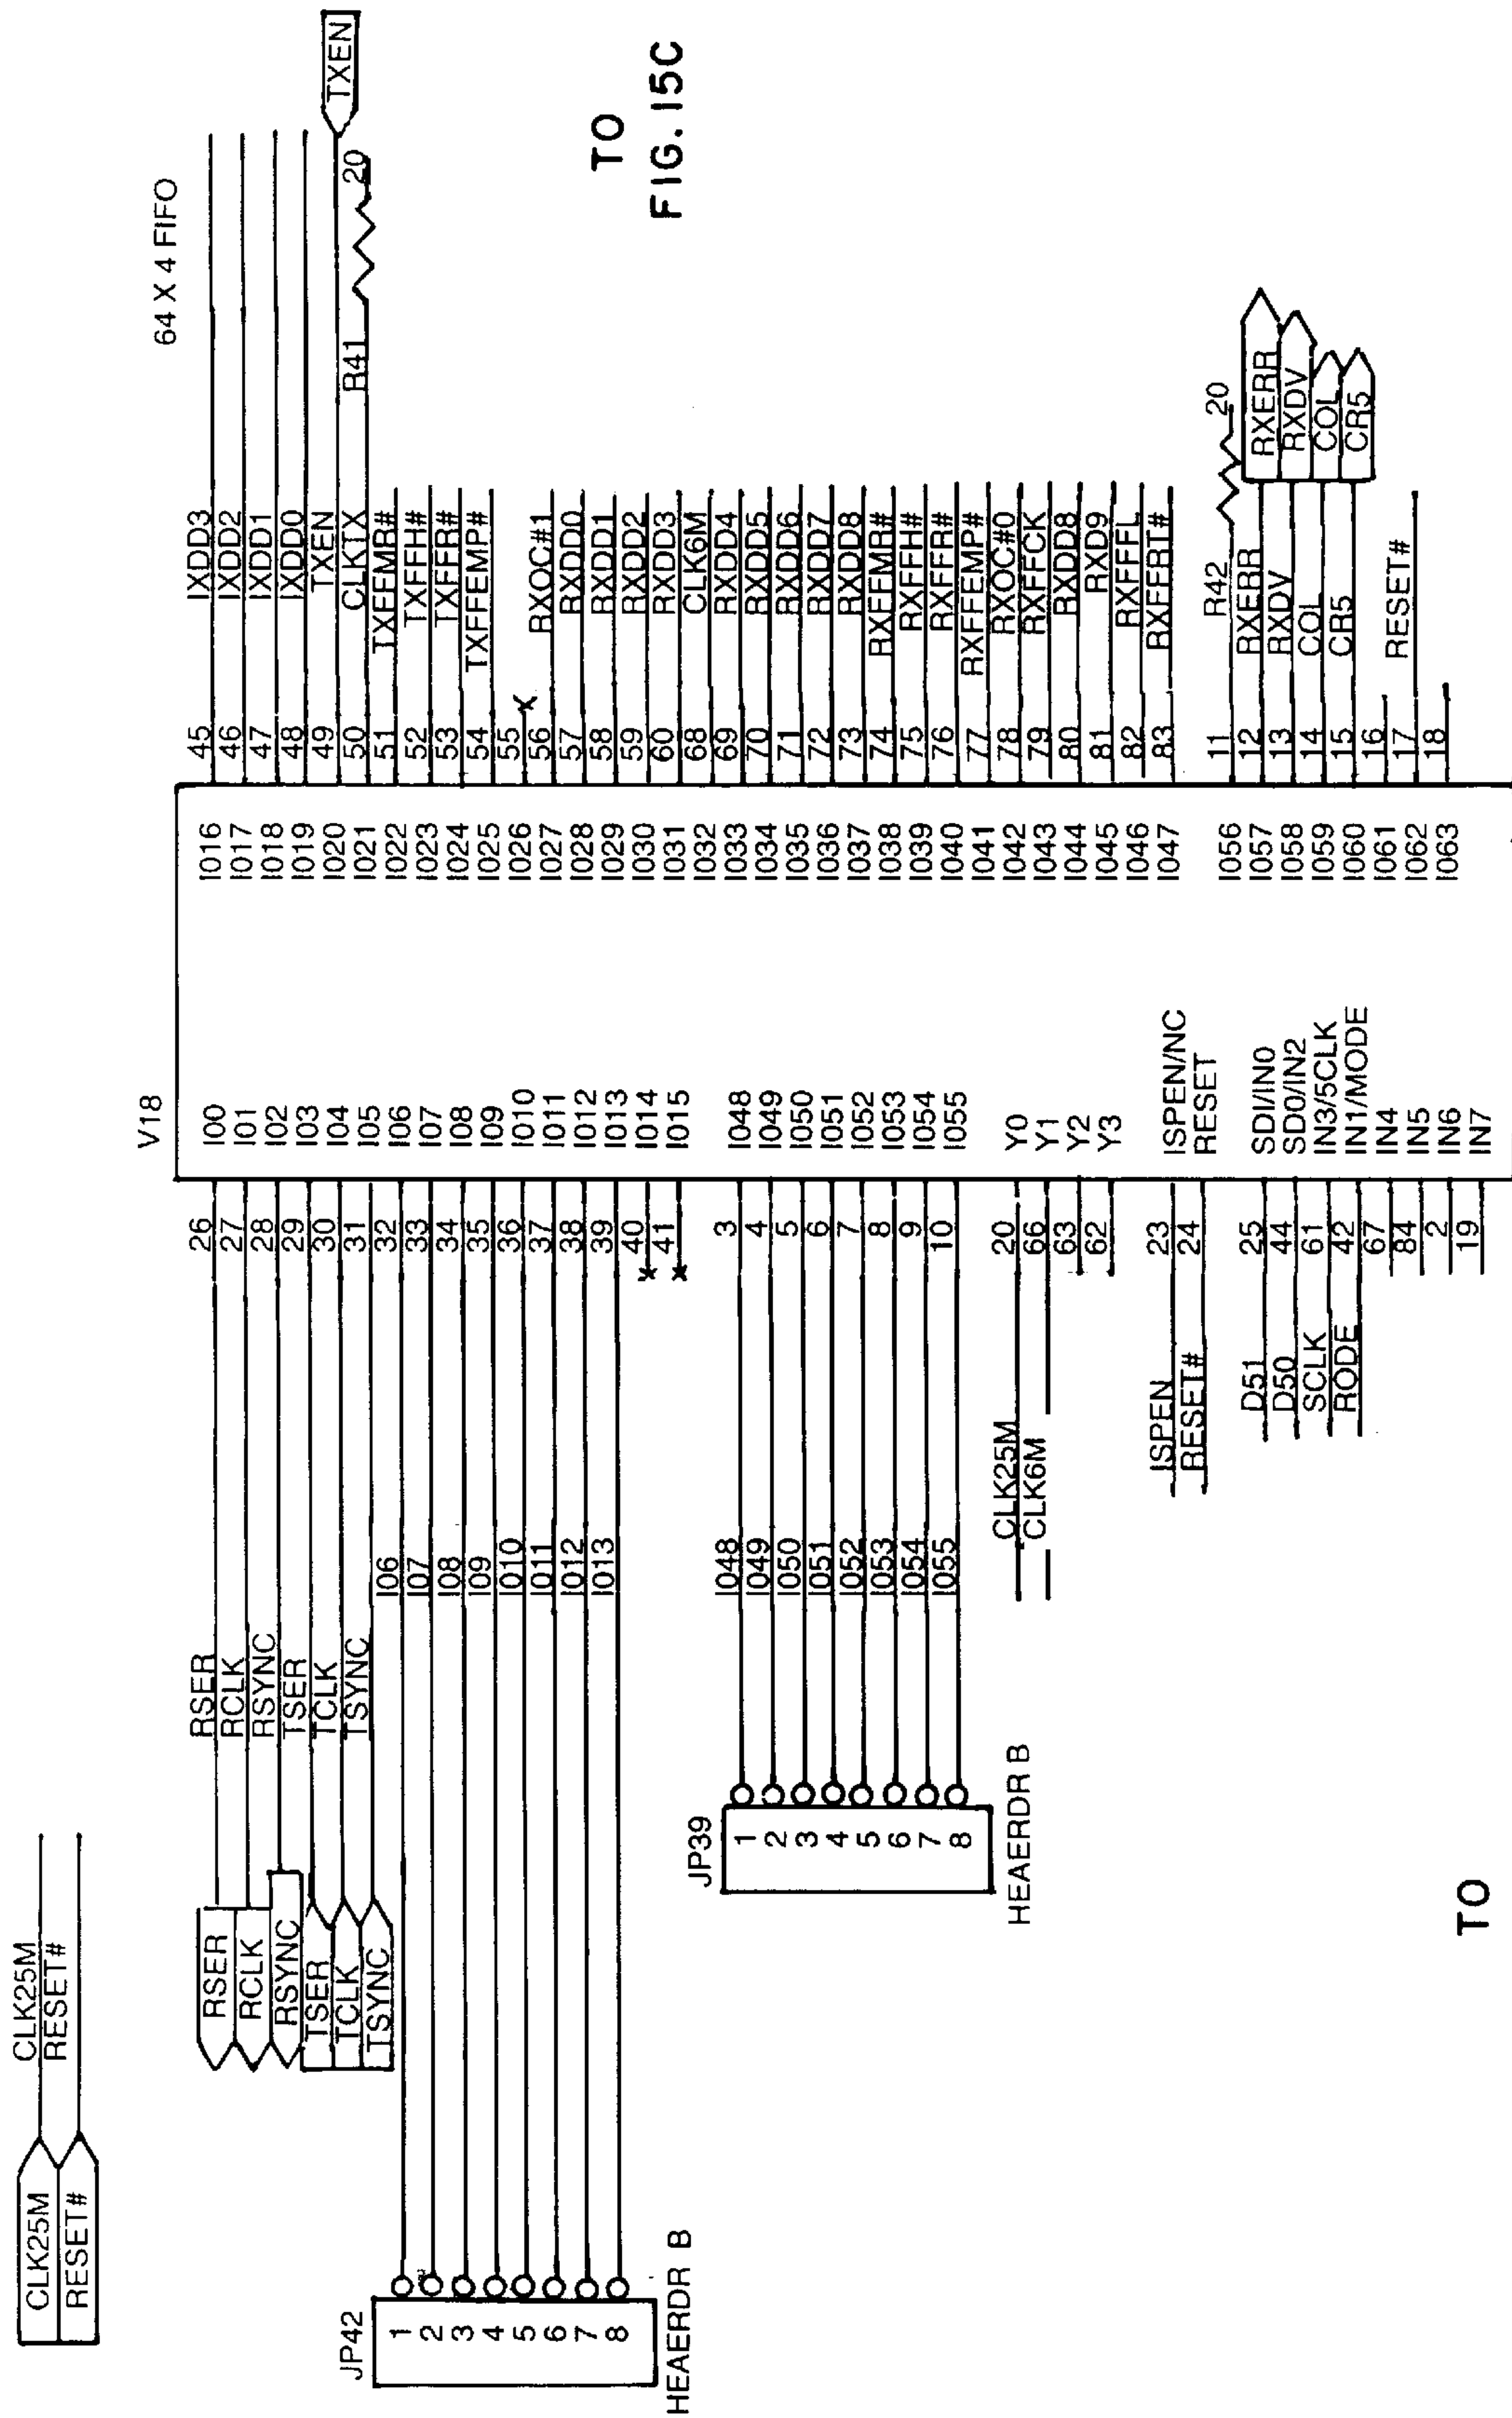 CLK25M
RESET#
CLK25M
RESET#
64 X 4 FIFO
V18
RSER
RCLK
RSYNC
TSER
TCLK
TSYNC
RSER
RCLK
RSYNC
TSER
TCLK
TSYNC
I06
I07
I08
I09
I010
I011
I012
I013
26
27
28
29
30
31
32
33
34
35
36
37
38
39
40
41
I00
I01
I02
I03
I04
I05
I06
I07
I08
I09
I010
I011
I012
I013
I014
I015
JP42
1
2
3
4
5
6
7
8
HEAERDR B
JP39
1
2
3
4
5
6
7
8
HEAERDR B
I048
I049
I050
I051
I052
I053
I054
I055
3
4
5
6
7
8
9
10
I048
I049
I050
I051
I052
I053
I054
I055
CLK25M
CLK6M
20
66
63
62
Y0
Y1
Y2
Y3
ISPEN
RESET#
23
24
ISPEN/NC
RESET
D51
D50
SCLK
RODE
25
44
61
42
67
84
2
19
SDI/IN0
SD0/IN2
IN3/5CLK
IN1/MODE
IN4
IN5
IN6
IN7
I016
I017
I018
I019
I020
I021
I022
I023
I024
I025
I026
I027
I028
I029
I030
I031
I032
I033
I034
I035
I036
I037
I038
I039
I040
I041
I042
I043
I044
I045
I046
I047
45
46
47
48
49
50
51
52
53
54
55
56
57
58
59
60
68
69
70
71
72
73
74
75
76
77
78
79
80
81
82
83
IXDD3
IXDD2
IXDD1
IXDD0
TXEN
CLKTX
TXFFMR#
TXFFH#
TXFFR#
TXFFEMP#
RXOC#1
RXDD0
RXDD1
RXDD2
RXDD3
CLK6M
RXDD4
RXDD5
RXDD6
RXDD7
RXDD8
RXFFMR#
RXFFH#
RXFFR#
RXFFEMP#
RXOC#0
RXFFCK
RXDD8
RXD9
RXFFFL
RXFFRT#
R41
20
TXEN
I056
I057
I058
I059
I060
I061
I062
I063
11
12
13
14
15
16
17
18
R42
20
RXERR
RXDV
COL
CR5
RESET#
RXERR
RXDV
COL
CR5
TO
FIG. 15C
TO